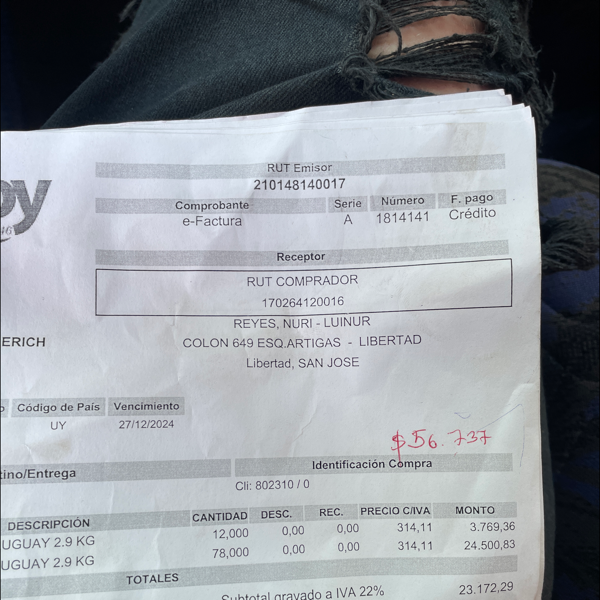 RUT Emisor
210148140017
Comprobante Serie Número F. pago
e-Factura A 1814141 Crédito
Receptor
RUT COMPRADOR
170264120016
REYES, NURI - LUINUR
ERICH COLON 649 ESQ.ARTIGAS - LIBERTAD
Libertad, SAN JOSE
Código de País Vencimiento
UY 27/12/2024
$56.737
tino/Entrega Identificación Compra
Cli: 802310 / 0
DESCRIPCIÓN CANTIDAD DESC. REC. PRECIO C/IVA MONTO
UGUAY 2.9 KG 12,000 0,00 0,00 314,11 3.769,36
UGUAY 2.9 KG 78,000 0,00 0,00 314,11 24.500,83
TOTALES
Subtotal gravado a IVA 22% 23.172,29